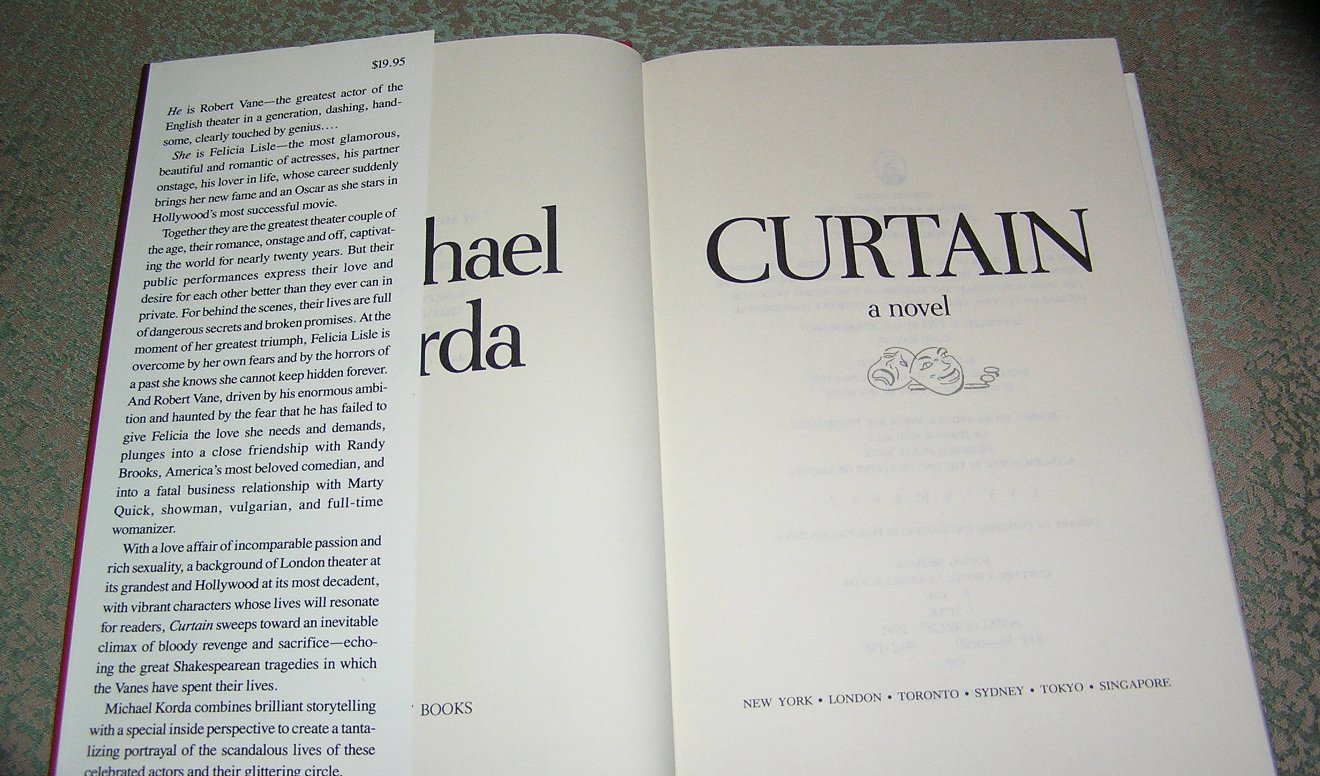 $19.95
He is Robert Vane—the greatest actor of the
English theater in a generation, dashing, hand-
some, clearly touched by genius....
She is Felicia Lisle—the most glamorous,
beautiful and romantic of actresses, his partner
onstage, his lover in life, whose career suddenly
brings her new fame and an Oscar as she stars in
Hollywood's most successful movie.
Together they are the greatest theater couple of
the age, their romance, onstage and off, captivat-
ing the world for nearly twenty years. But their
public performances express their love and
desire for each other better than they ever can in
private. For behind the scenes, their lives are full
of dangerous secrets and broken promises. At the
moment of her greatest triumph, Felicia Lisle is
overcome by her own fears and by the horrors of
a past she knows she cannot keep hidden forever.
And Robert Vane, driven by his enormous ambi-
tion and haunted by the fear that he has failed to
give Felicia the love she needs and demands,
plunges into a close friendship with Randy
Brooks, America's most beloved comedian, and
into a fatal business relationship with Marty
Quick, showman, vulgarian, and full-time
womanizer.
With a love affair of incomparable passion and
rich sexuality, a background of London theater at
its grandest and Hollywood at its most decadent,
with vibrant characters whose lives will resonate
for readers, Curtain sweeps toward an inevitable
climax of bloody revenge and sacrifice—echo-
ing the great Shakespearean tragedies in which
the Vanes have spent their lives.
Michael Korda combines brilliant storytelling
with a special inside perspective to create a tanta-
lizing portrayal of the scandalous lives of these
celebrated actors and their glittering circle.
hael
rda
BOOKS
CURTAIN
a novel
NEW YORK • LONDON • TORONTO • SYDNEY • TOKYO • SINGAPORE